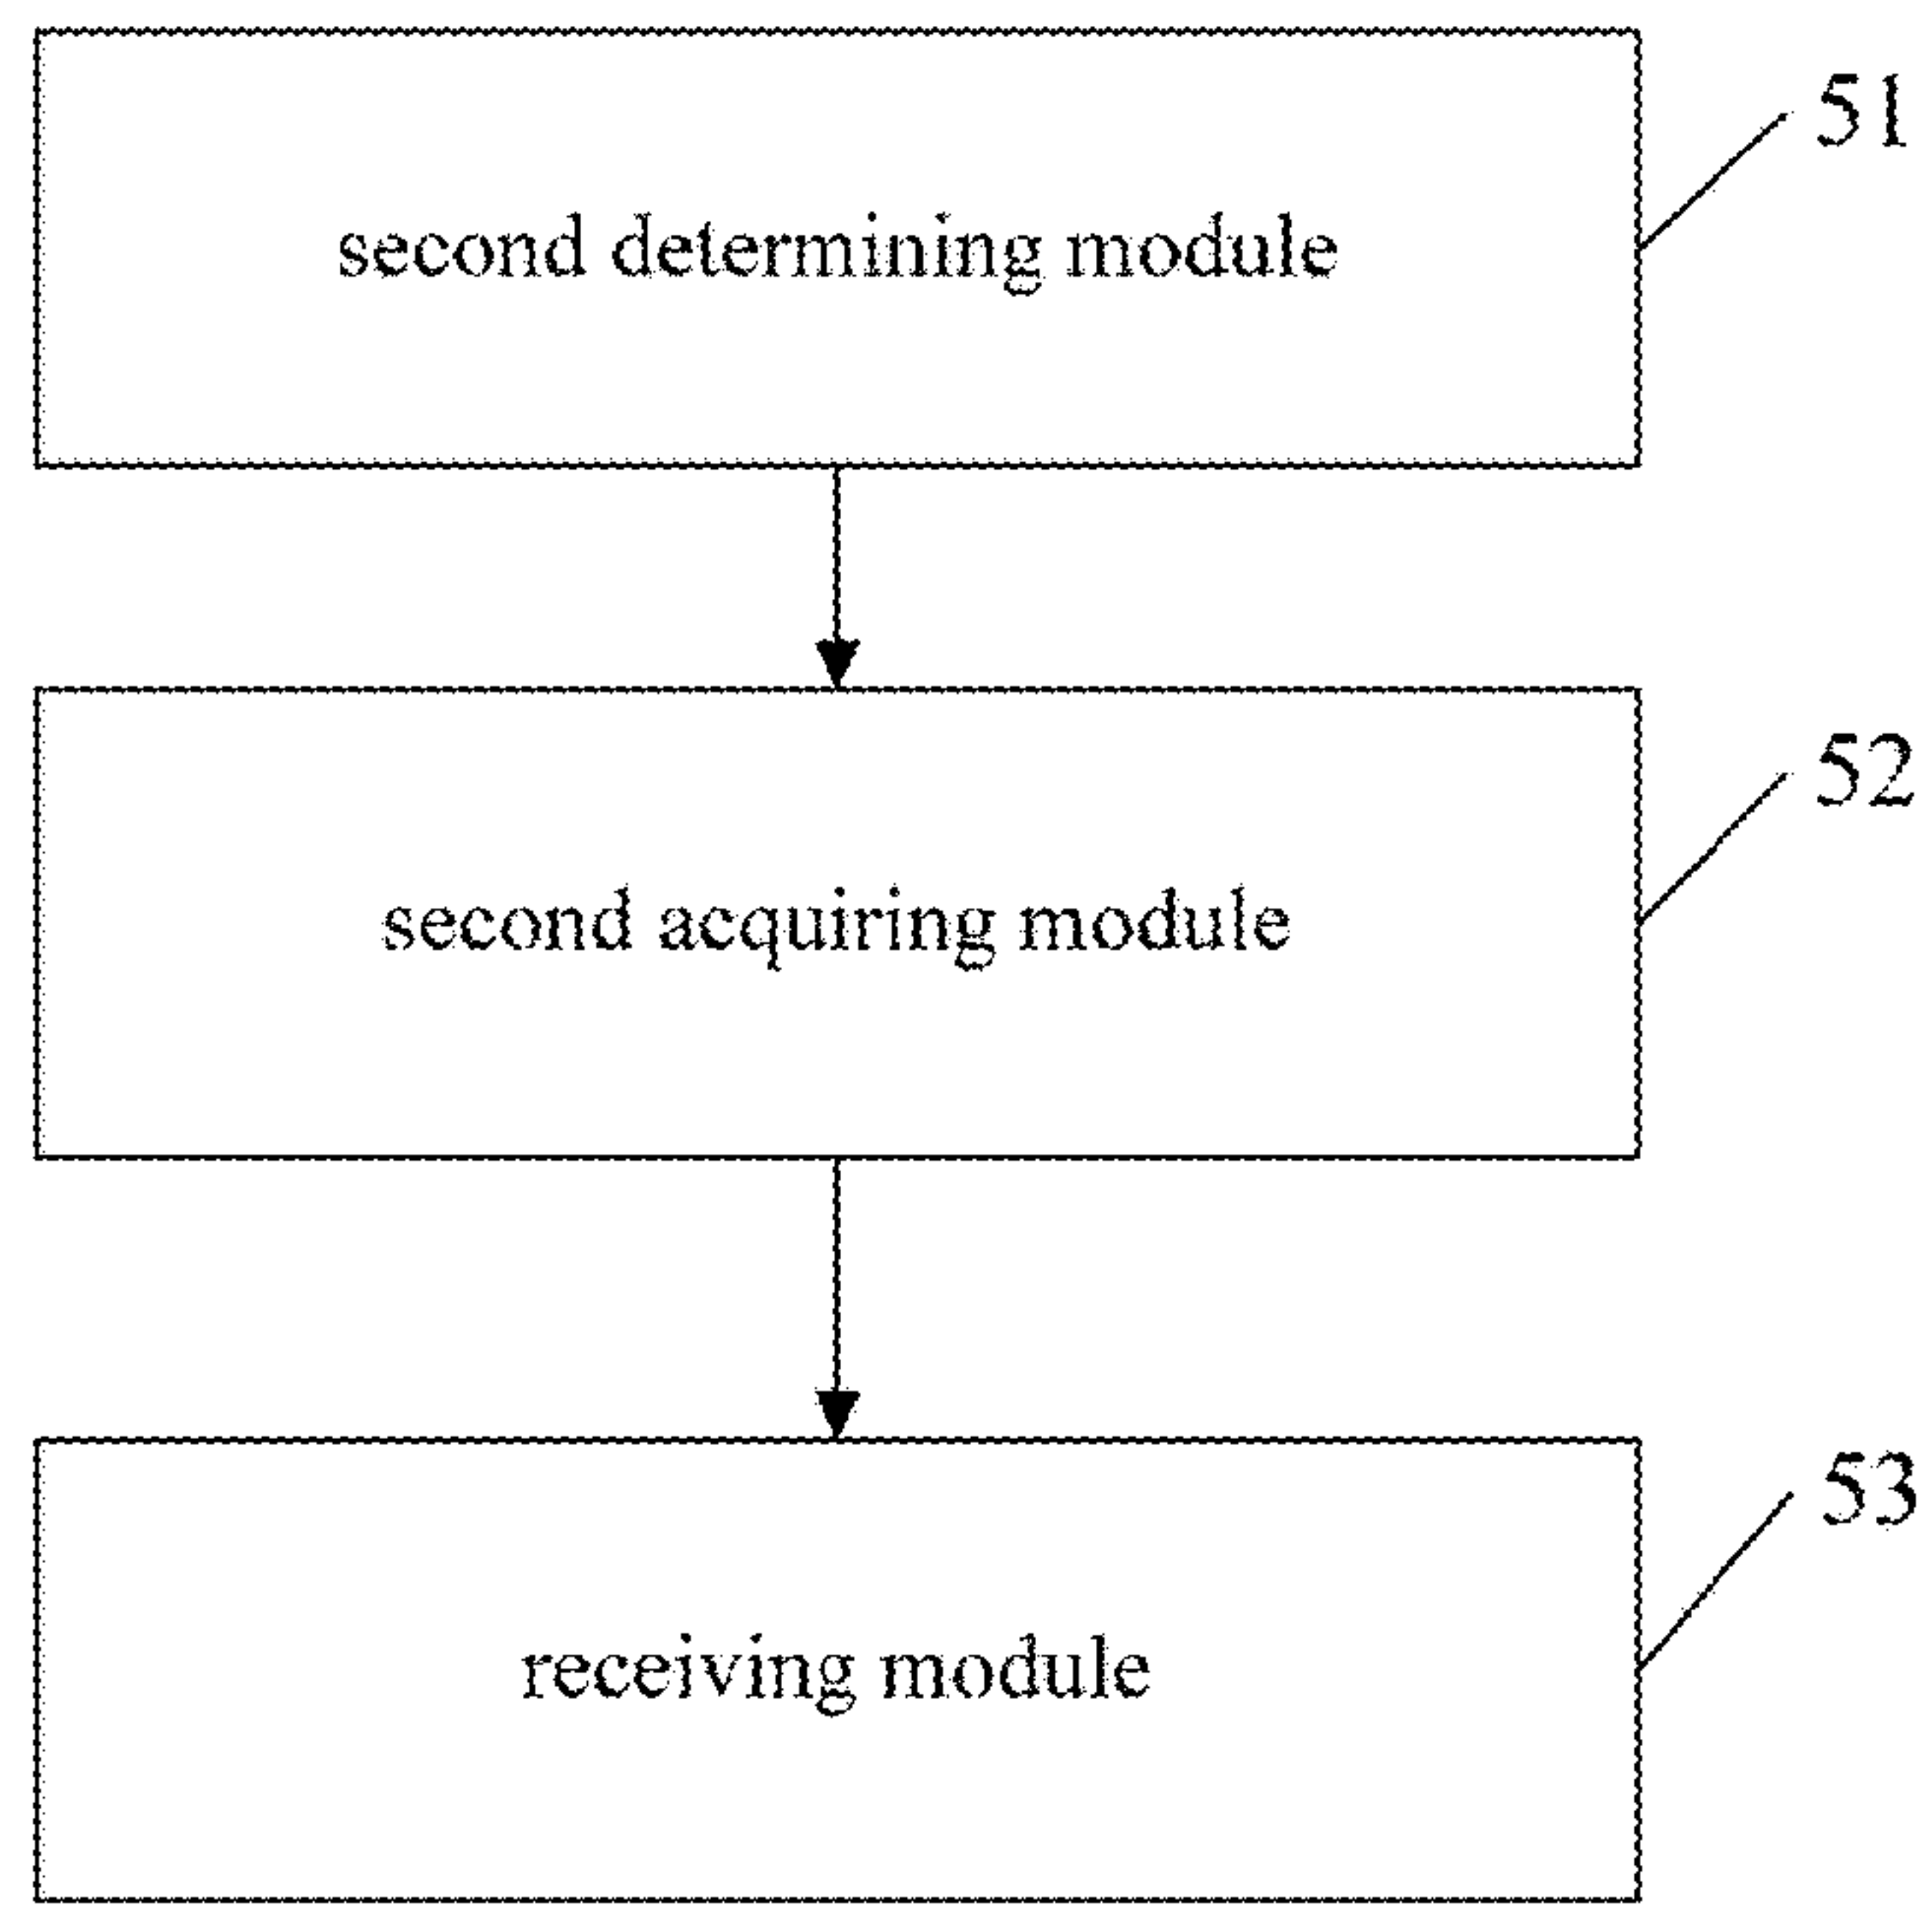 51
second determining module
52
second acquiring module
53
receiving module